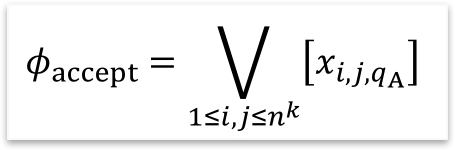 ϕ_accept = ⋁_{1≤i,j≤n^k} [x_{i,j,q_A}]